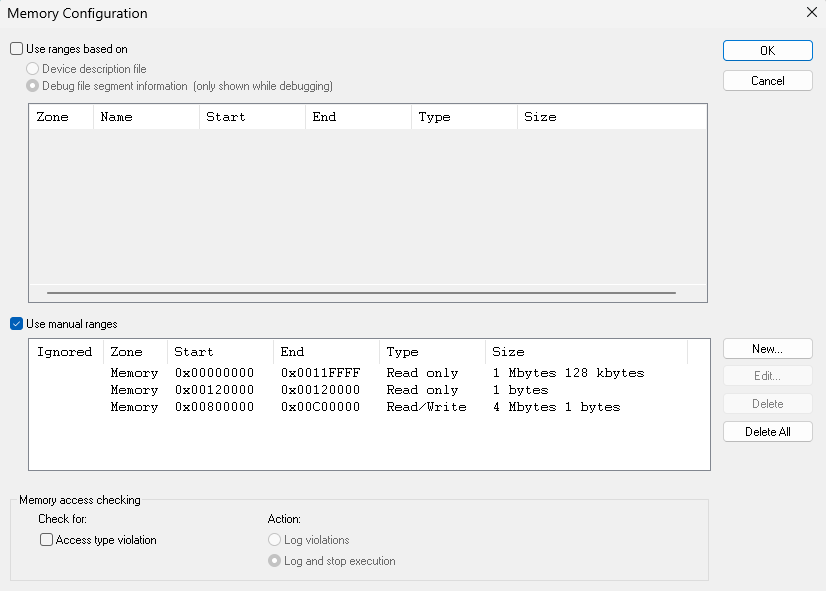 Memory Configuration
Use ranges based on
OK
Device description file
Cancel
Debug file segment information (only shown while debugging)
Zone Name Start End Type Size
Use manual ranges
Ignored Zone Start End Type Size
New...
Memory 0x00000000 0x0011FFFF Read only 1 Mbytes 128 kbytes
Edit...
Memory 0x00120000 0x00120000 Read only 1 bytes
Memory 0x00800000 0x00C00000 Read/Write 4 Mbytes 1 bytes
Delete
Delete All
Memory access checking
Check for: Action:
Access type violation Log violations
Log and stop execution